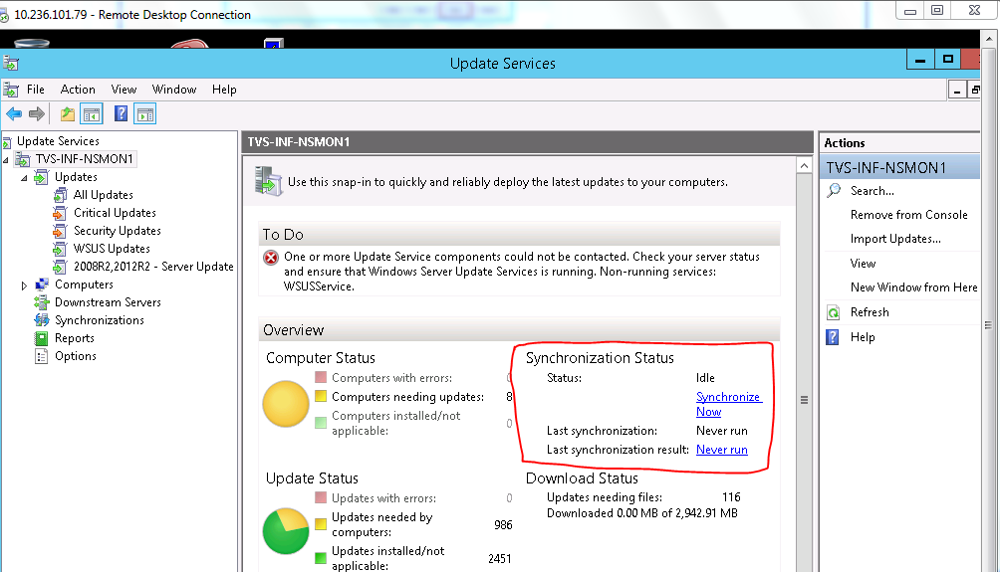 10.236.101.79 - Remote Desktop Connection
Update Services
File Action View Window Help
Update Services
TVS-INF-NSMON1
Updates
All Updates
Critical Updates
Security Updates
WSUS Updates
2008R2,2012R2 - Server Update
Computers
Downstream Servers
Synchronizations
Reports
Options
TVS-INF-NSMON1
Use this snap-in to quickly and reliably deploy the latest updates to your computers.
To Do
One or more Update Service components could not be contacted. Check your server status
and ensure that Windows Server Update Services is running. Non-running services:
WSUSService.
Overview
Computer Status
Computers with errors: 0
Computers needing updates: 8
Computers installed/not
applicable: 0
Synchronization Status
Status: Idle
Synchronize
Now
Last synchronization: Never run
Last synchronization result: Never run
Update Status
Updates with errors: 0
Updates needed by
computers: 986
Updates installed/not
applicable: 2451
Download Status
Updates needing files: 116
Downloaded 0.00 MB of 2,942.91 MB
Actions
TVS-INF-NSMON1
Search...
Remove from Console
Import Updates...
View
New Window from Here
Refresh
Help